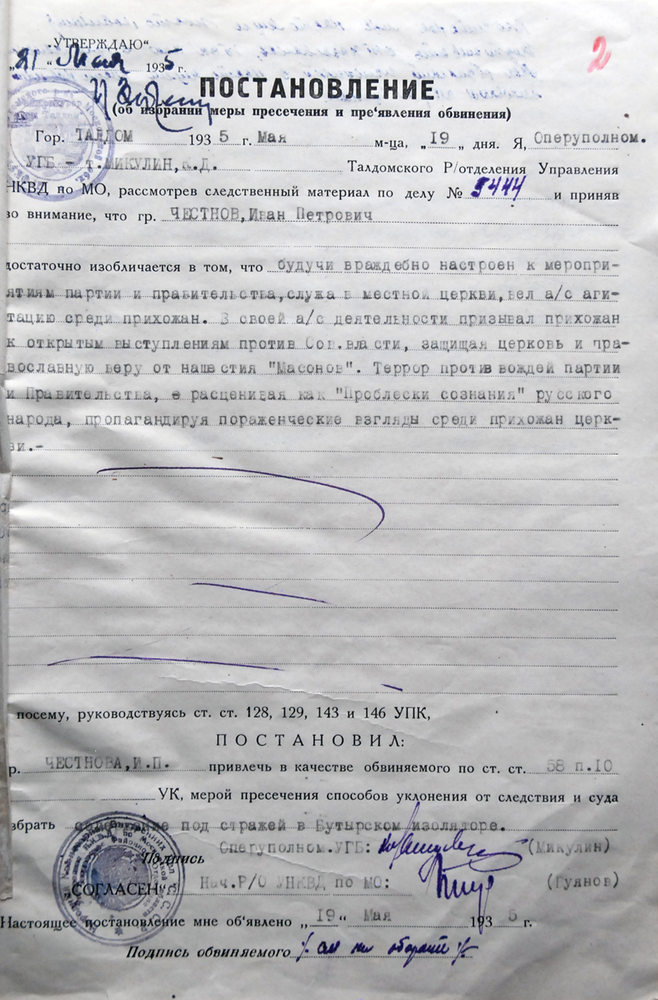 „УТВЕРЖДАЮ“
2
„21“ Мая 1935 г.
ПОСТАНОВЛЕНИЕ
(об избрании меры пресечения и пре'явления обвинения)
Гор. ТАЛДОМ 1935 г. Мая м-ца, „19„ дня. Я, Оперуполном.
УГБ - т.МИКУЛИН, .Д. Талдомского Р/отделения Управления
НКВД по МО, рассмотрев следственный материал по делу № 5444 и приняв
во внимание, что гр. ЧЕСТНОВ,Иван Петрович
достаточно изобличается в том, что будучи враждебно настроен к меропри-
ятиям партии и правительства,служа в местной церкви,вел а/с аги-
тацию среди прихожан. В своей а/с деятельности призывал прихожан
к открытым выступлениям против Сов.власти, защищая церковь и пра-
вославную веру от нашествия "Масонов". Террор против вождей партии
и Правительства, расценивая как "Проблески сознания" русского
народа, пропагандируя пораженческие взгляды среди прихожан церк-
ви.-
посему, руководствуясь ст. ст. 128, 129, 143 и 146 УПК,
ПОСТАНОВИЛ:
р. ЧЕСТНОВА,И.П. привлечь в качестве обвиняемого по ст. ст. 58 п.10
УК, мерой пресечения способов уклонения от следствия и суда
збрать под стражей в Бутырском изоляторе.
Оперуполном.УГБ: (Микулин)
Подпись
„СОГЛАСЕН“ Нач.Р/О УНКВД по МО: (Гуянов)
Настоящее постановление мне об'явлено „19„ Мая 1935 г.
Подпись обвиняемого /. см на обороте /.